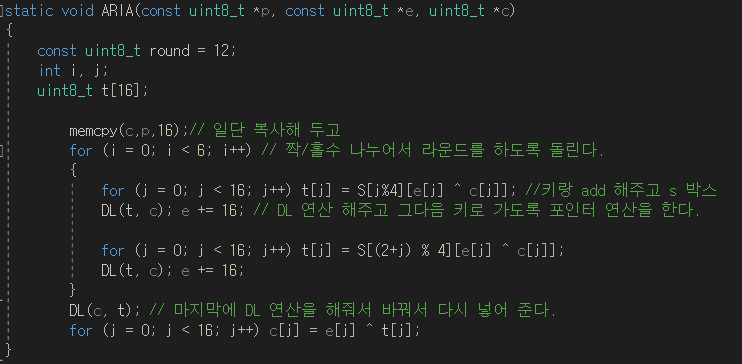 static void ARIA(const uint8_t *p, const uint8_t *e, uint8_t *c)
{
const uint8_t round = 12;
int i, j;
uint8_t t[16];
memcpy(c,p,16);// 일단 복사해 두고
for (i = 0; i < 6; i++) // 짝/홀수 나누어서 라운드를 하도록 돌린다.
{
for (j = 0; j < 16; j++) t[j] = S[j%4][e[j] ^ c[j]]; //키랑 add 해주고 s 박스
DL(t, c); e += 16; // DL 연산 해주고 그다음 키로 가도록 포인터 연산을 한다.
for (j = 0; j < 16; j++) t[j] = S[(2+j) % 4][e[j] ^ c[j]];
DL(t, c); e += 16;
}
DL(c, t); // 마지막에 DL 연산을 해줘서 바꿔서 다시 넣어 준다.
for (j = 0; j < 16; j++) c[j] = e[j] ^ t[j];
}